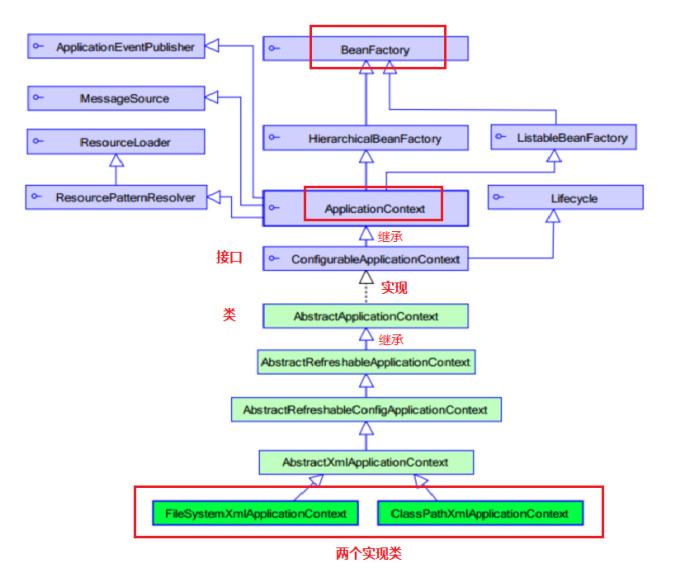 ApplicationEventPublisher
BeanFactory
MessageSource
ResourceLoader
HierarchicalBeanFactory
ListableBeanFactory
ResourcePatternResolver
ApplicationContext
Lifecycle
继承
接口
ConfigurableApplicationContext
实现
类
AbstractApplicationContext
继承
AbstractRefreshableApplicationContext
AbstractRefreshableConfigApplicationContext
AbstractXmlApplicationContext
FileSystemXmlApplicationContext
ClassPathXmlApplicationContext
两个实现类